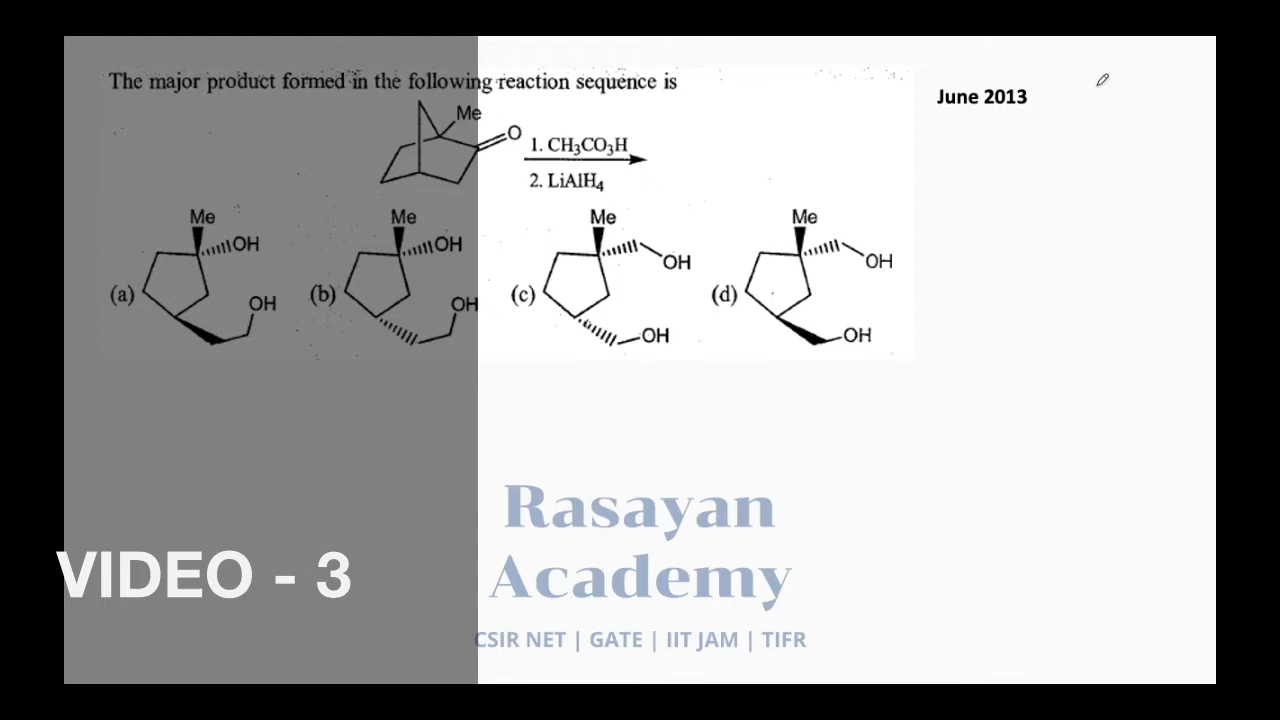 The major product formed in the following reaction sequence is
June 2013
Me
O
1. CH₃CO₃H
2. LiAlH₄
Me Me Me Me
OH OH OH OH
(a) (b) (c) (d)
OH OH OH OH
VIDEO - 3
Rasayan
Academy
CSIR NET | GATE | IIT JAM | TIFR